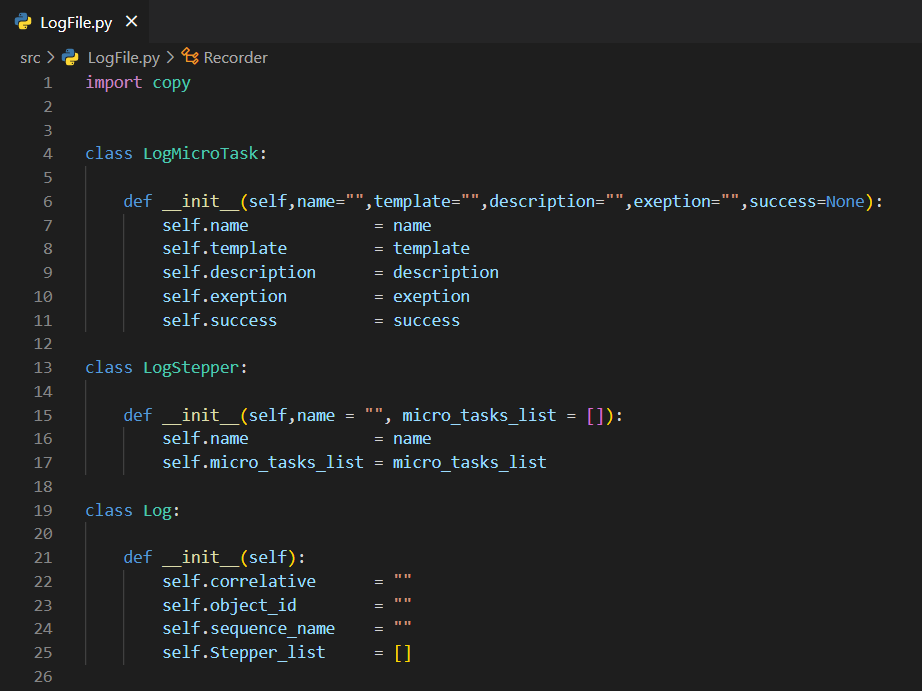 LogFile.py ×
src > LogFile.py > Recorder
1 import copy
2
3
4 class LogMicroTask:
5
6     def __init__(self,name="",template="",description="",exeption="",success=None):
7         self.name             = name
8         self.template         = template
9         self.description      = description
10         self.exeption         = exeption
11         self.success          = success
12
13 class LogStepper:
14
15     def __init__(self,name = "", micro_tasks_list = []):
16         self.name             = name
17         self.micro_tasks_list = micro_tasks_list
18
19 class Log:
20
21     def __init__(self):
22         self.correlative      = ""
23         self.object_id        = ""
24         self.sequence_name    = ""
25         self.Stepper_list     = []
26